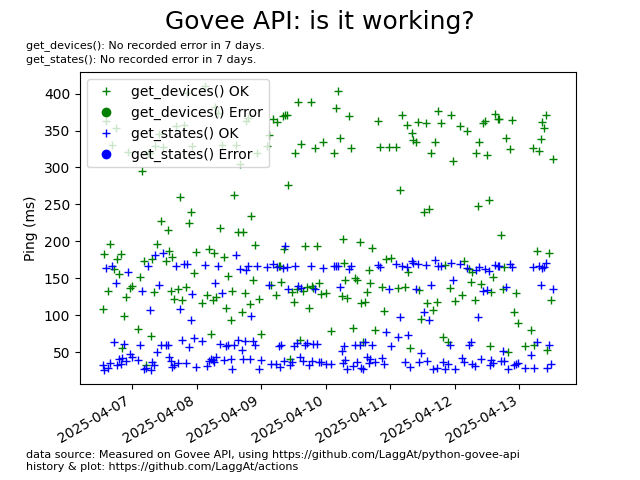 Govee API: is it working?
get_devices(): No recorded error in 7 days.
get_states(): No recorded error in 7 days.
get_devices() OK
get_devices() Error
get_states() OK
get_states() Error
Ping (ms)
400
350
300
250
200
150
100
50
2025-04-07
2025-04-08
2025-04-09
2025-04-10
2025-04-11
2025-04-12
2025-04-13
data source: Measured on Govee API, using https://github.com/LaggAt/python-govee-api
history & plot: https://github.com/LaggAt/actions